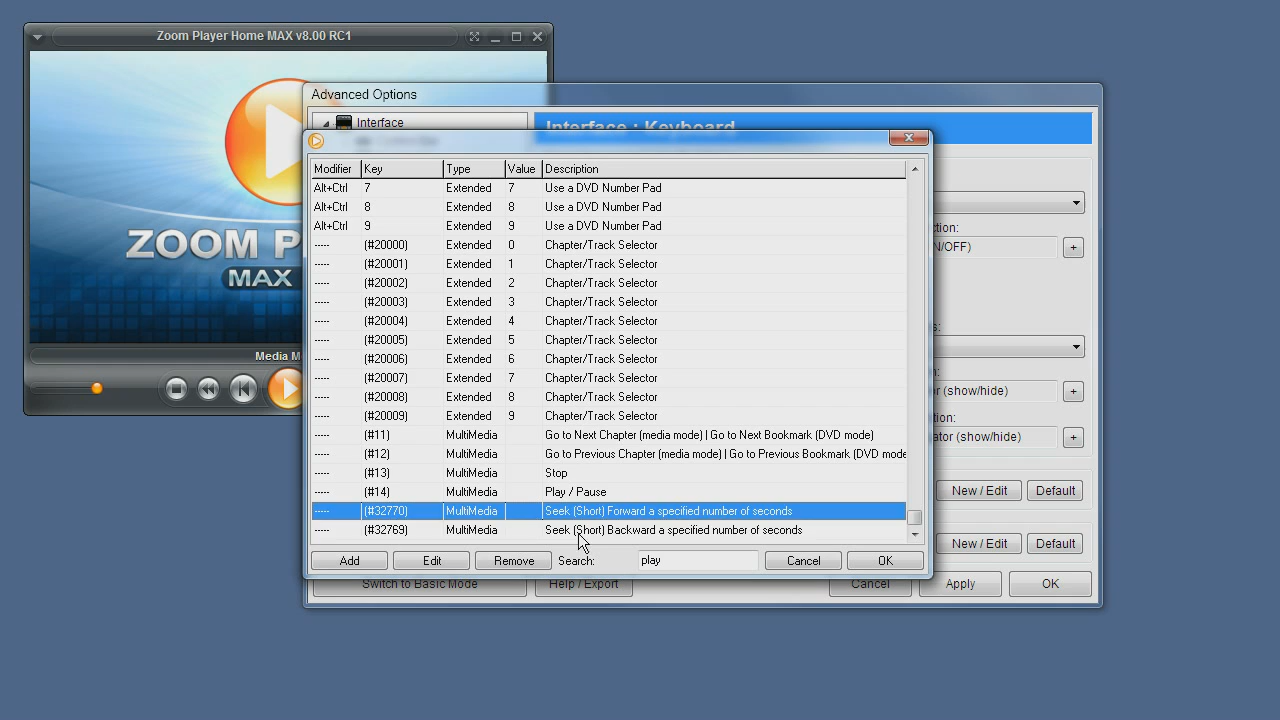 Zoom Player Home MAX v8.00 RC1
ZOOM P
MAX
Media M
Advanced Options
Interface
Interface : Keyboard
Modifier Key Type Value Description
Alt+Ctrl 7 Extended 7 Use a DVD Number Pad
Alt+Ctrl 8 Extended 8 Use a DVD Number Pad
Alt+Ctrl 9 Extended 9 Use a DVD Number Pad
----- (#20000) Extended 0 Chapter/Track Selector
----- (#20001) Extended 1 Chapter/Track Selector
----- (#20002) Extended 2 Chapter/Track Selector
----- (#20003) Extended 3 Chapter/Track Selector
----- (#20004) Extended 4 Chapter/Track Selector
----- (#20005) Extended 5 Chapter/Track Selector
----- (#20006) Extended 6 Chapter/Track Selector
----- (#20007) Extended 7 Chapter/Track Selector
----- (#20008) Extended 8 Chapter/Track Selector
----- (#20009) Extended 9 Chapter/Track Selector
----- (#11) MultiMedia Go to Next Chapter (media mode) | Go to Next Bookmark (DVD mode)
----- (#12) MultiMedia Go to Previous Chapter (media mode) | Go to Previous Bookmark (DVD mode
----- (#13) MultiMedia Stop
----- (#14) MultiMedia Play / Pause
----- (#32770) MultiMedia Seek (Short) Forward a specified number of seconds
----- (#32769) MultiMedia Seek (Short) Backward a specified number of seconds
Add Edit Remove Search: play Cancel OK
tion:
N/OFF) +
s:
n:
or (show/hide) +
tion:
ator (show/hide) +
New / Edit Default
New / Edit Default
Switch to Basic Mode Help / Export Cancel Apply OK